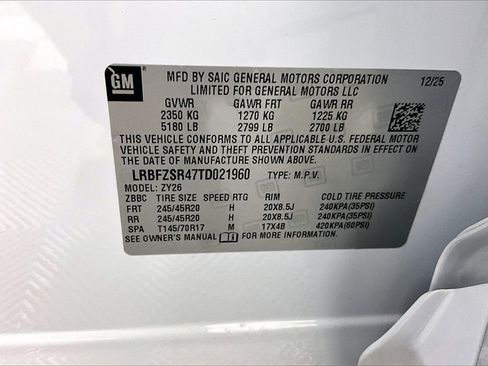 GM
MFD BY SAIC GENERAL MOTORS CORPORATION 12/25
LIMITED FOR GENERAL MOTORS LLC
GVWR GAWR FRT GAWR RR
2350 KG 1270 KG 1225 KG
5180 LB 2799 LB 2700 LB
THIS VEHICLE CONFORMS TO ALL APPLICABLE U.S. FEDERAL MOTOR
VEHICLE SAFETY AND THEFT PREVENTION STANDARDS IN EFFECT ON
THE DATE OF MANUFACTURE SHOWN ABOVE.
LRBFZSR47TD021960 TYPE: M.P.V.
MODEL: ZY26
ZBBC TIRE SIZE SPEED RTG RIM COLD TIRE PRESSURE
FRT 245/45R20 H 20X8.5J 240KPA(35PSI)
RR 245/45R20 H 20X8.5J 240KPA(35PSI)
SPA T145/70R17 M 17X4B 420KPA(60PSI)
SEE OWNER'S MANUAL